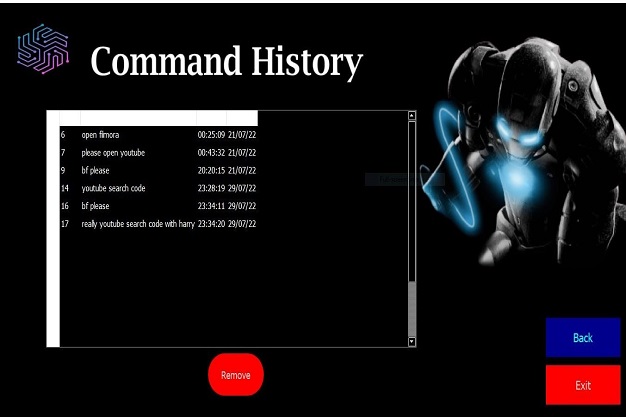 Command History
6 open flmora 00:25:09 21/07/22
7 please open youtube 00:43:32 21/07/22
9 bf please 20:20:15 21/07/22
14 youtube search code 23:28:19 29/07/22
16 bf please 23:34:11 29/07/22
17 really youtube search code with harry 23:34:20 29/07/22
Remove
Back
Exit